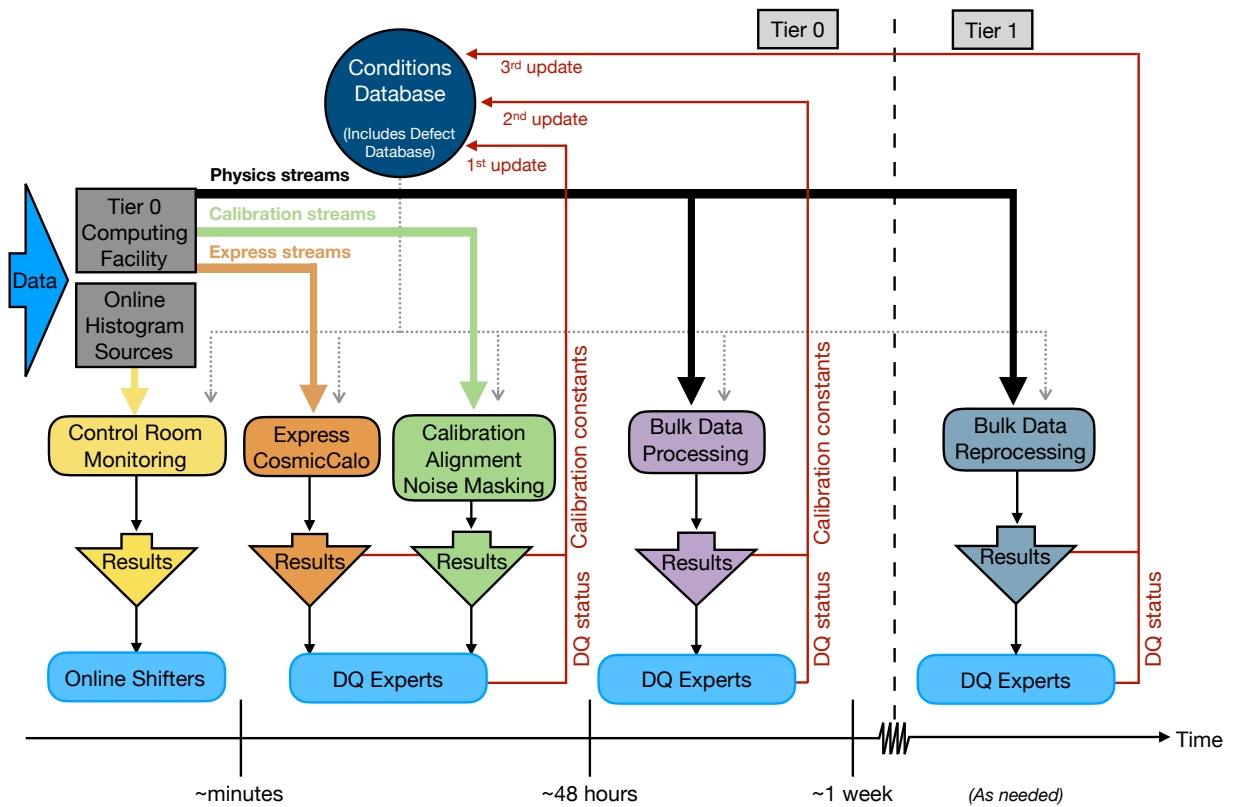 Tier 0
Tier 1
Conditions
Database
(Includes Defect
Database)
3rd update
2nd update
1st update
Physics streams
Calibration streams
Express streams
Data
Tier 0
Computing
Facility
Online
Histogram
Sources
Control Room
Monitoring
Express
CosmicCalo
Calibration
Alignment
Noise Masking
Bulk Data
Processing
Bulk Data
Reprocessing
Calibration constants
Calibration constants
Results
Results
Results
Results
Results
DQ status
DQ status
DQ status
Online Shifters
DQ Experts
DQ Experts
DQ Experts
Time
~minutes
~48 hours
~1 week
(As needed)